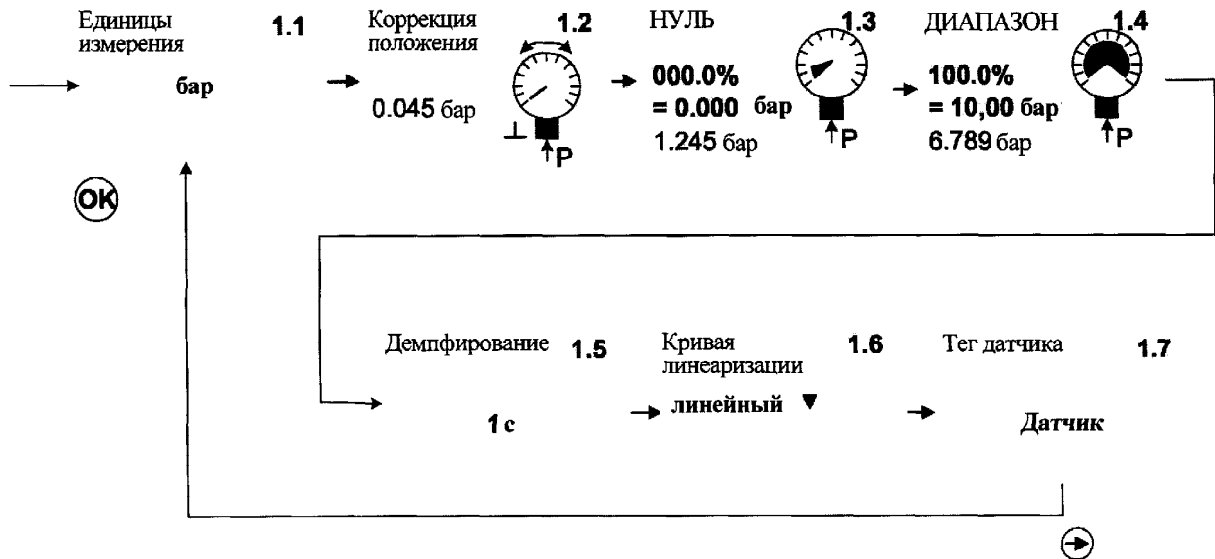 Единицы
измерения
1.1
бар
Коррекция
положения
1.2
0.045 бар
⊥
P
НУЛЬ
1.3
000.0%
= 0.000 бар
1.245 бар
P
ДИАПАЗОН
1.4
100.0%
= 10,00 бар
6.789 бар
P
OK
Демпфирование
1.5
1 с
Кривая
линеаризации
1.6
линейный ▼
Тег датчика
1.7
Датчик